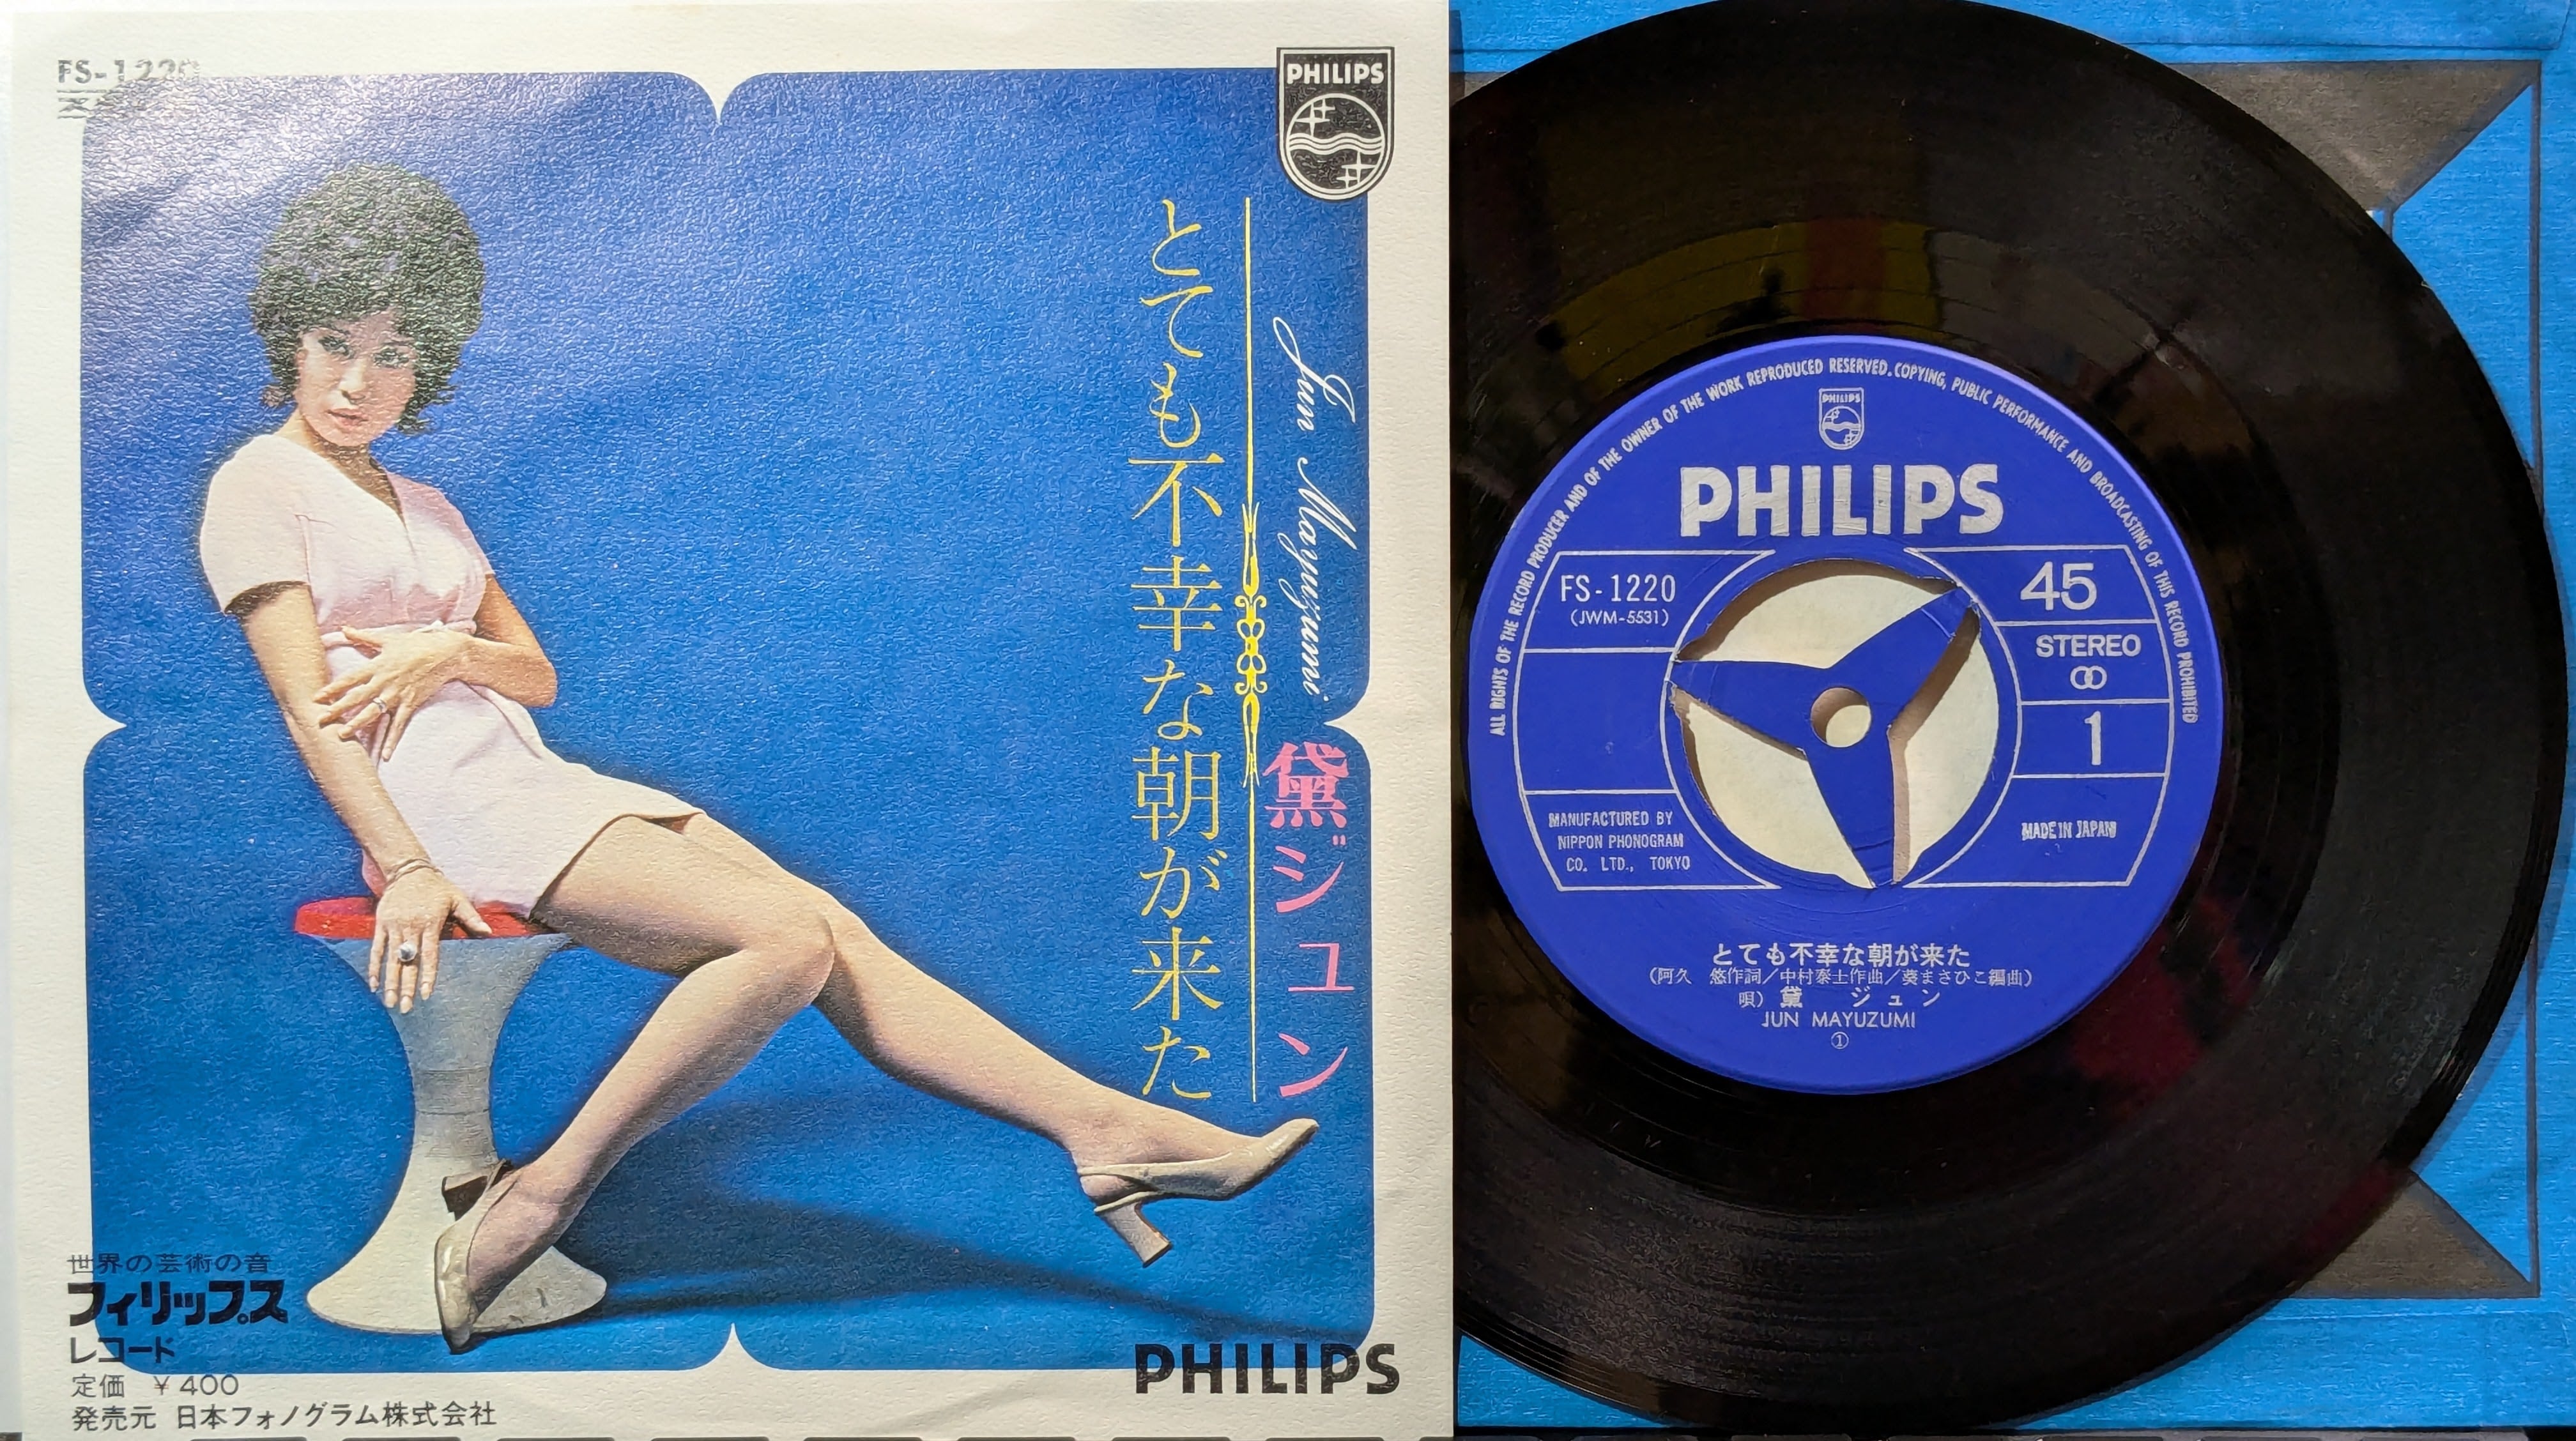 FS-1220
PHILIPS
Jun Mayuzumi
黛ジュン
とても不幸な朝が来た
世界の芸術の音
フィリップス
レコード
定価 ¥400
発売元 日本フォノグラム株式会社
PHILIPS
ALL RIGHTS OF THE RECORD PRODUCER AND OF THE OWNER OF THE WORK REPRODUCED RESERVED. COPYING, PUBLIC PERFORMANCE AND BROADCASTING OF THIS RECORD PROHIBITED
PHILIPS
PHILIPS
FS-1220
(JWM-5531)
45
STEREO
1
MANUFACTURED BY
NIPPON PHONOGRAM
CO. LTD., TOKYO
MADE IN JAPAN
とても不幸な朝が来た
(阿久 悠作詞/中村泰士作曲/葵まさひこ編曲)
唄) 黛 ジュン
JUN MAYUZUMI
①